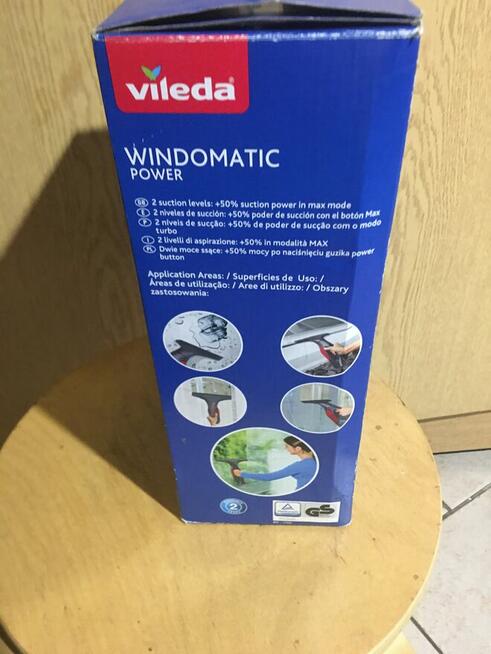 vileda
WINDOMATIC
POWER
GB 2 suction levels: +50% suction power in max mode
E 2 niveles de succión: +50% poder de succión con el botón Max
P 2 niveis de sucção: +50% de poder de sucção com o modo
turbo
I 2 livelli di aspirazione: +50% in modalità MAX
PL Dwie moce ssące: +50% mocy po naciśnięciu guzika power
button
Application Areas: / Superficies de Uso: /
Áreas de utilização: / Aree di utilizzo: / Obszary
zastosowania:
2
GS